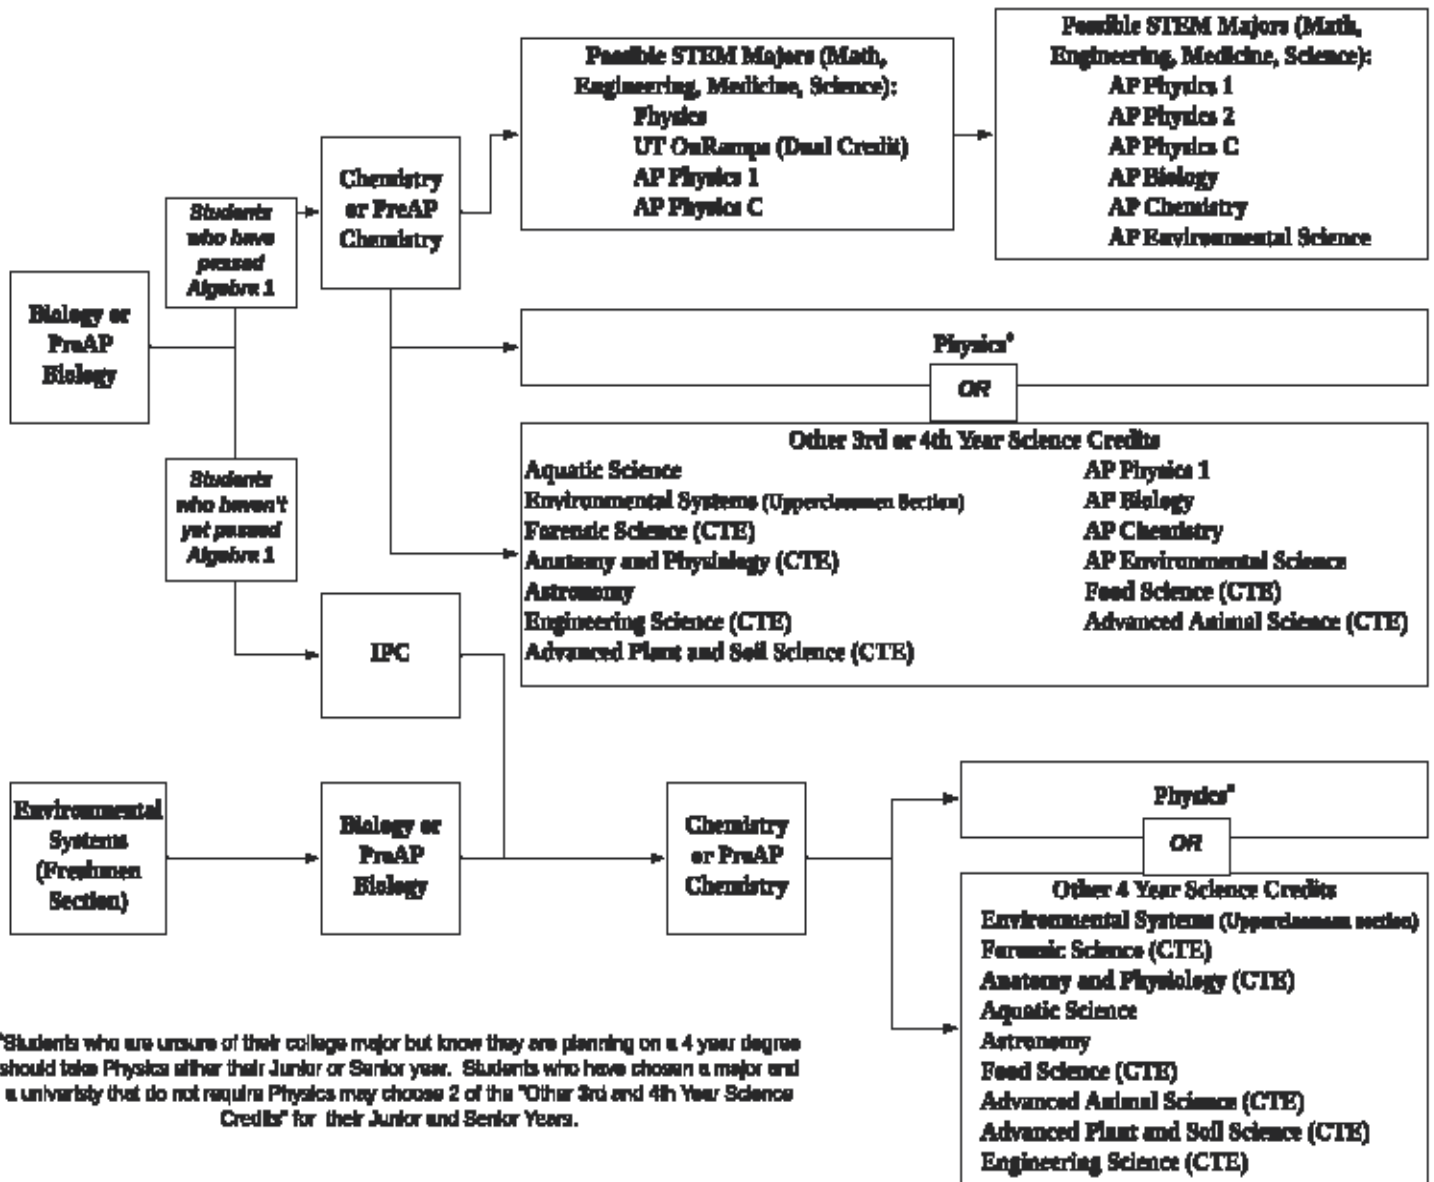 Possible STEM Majors (Math,
Engineering, Medicine, Science):
Physics
UT OnRamps (Dual Credit)
AP Physics 1
AP Physics C
Possible STEM Majors (Math,
Engineering, Medicine, Science):
AP Physics 1
AP Physics 2
AP Physics C
AP Biology
AP Chemistry
AP Environmental Science
Chemistry
or PreAP
Chemistry
Students
who have
passed
Algebra 1
Biology or
PreAP
Biology
Physics*
OR
Other 3rd or 4th Year Science Credits
Aquatic Science
Environmental Systems (Upperclassmen Section)
Forensic Science (CTE)
Anatomy and Physiology (CTE)
Astronomy
Engineering Science (CTE)
Advanced Plant and Soil Science (CTE)
AP Physics 1
AP Biology
AP Chemistry
AP Environmental Science
Food Science (CTE)
Advanced Animal Science (CTE)
Students
who haven't
yet passed
Algebra 1
IPC
Environmental
Systems
(Freshmen
Section)
Biology or
PreAP
Biology
Chemistry
or PreAP
Chemistry
Physics*
OR
Other 4 Year Science Credits
Environmental Systems (Upperclassmen section)
Forensic Science (CTE)
Anatomy and Physiology (CTE)
Aquatic Science
Astronomy
Food Science (CTE)
Advanced Animal Science (CTE)
Advanced Plant and Soil Science (CTE)
Engineering Science (CTE)
*Students who are unsure of their college major but know they are planning on a 4 year degree
should take Physics either their Junior or Senior year. Students who have chosen a major and
a univeristy that do not require Physics may choose 2 of the "Other 3rd and 4th Year Science
Credits" for their Junior and Senior Years.